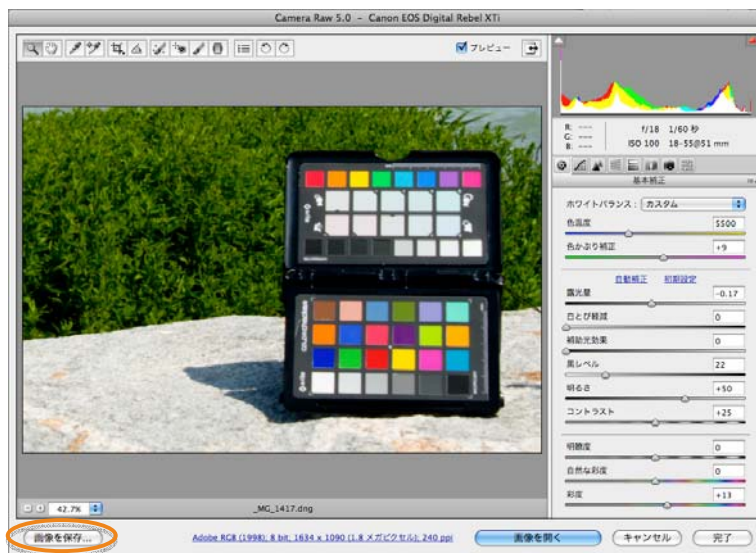 Camera Raw 5.0 - Canon EOS Digital Rebel XTi
プレビュー
R: ---
G: ---
B: ---
f/18 1/60 秒
ISO 100 18-55@51 mm
基本補正
ホワイトバランス: カスタム
色温度 5500
色かぶり補正 +9
自動補正 初期設定
露光量 -0.17
白とび軽減 0
補助光効果 0
黒レベル 22
明るさ +50
コントラスト +25
明瞭度 0
自然な彩度 0
彩度 +13
42.7%
_MG_1417.dng
画像を保存...
Adobe RGB (1998); 8 bit; 1634 x 1090 (1.8 メガピクセル); 240 ppi
画像を開く
キャンセル
完了